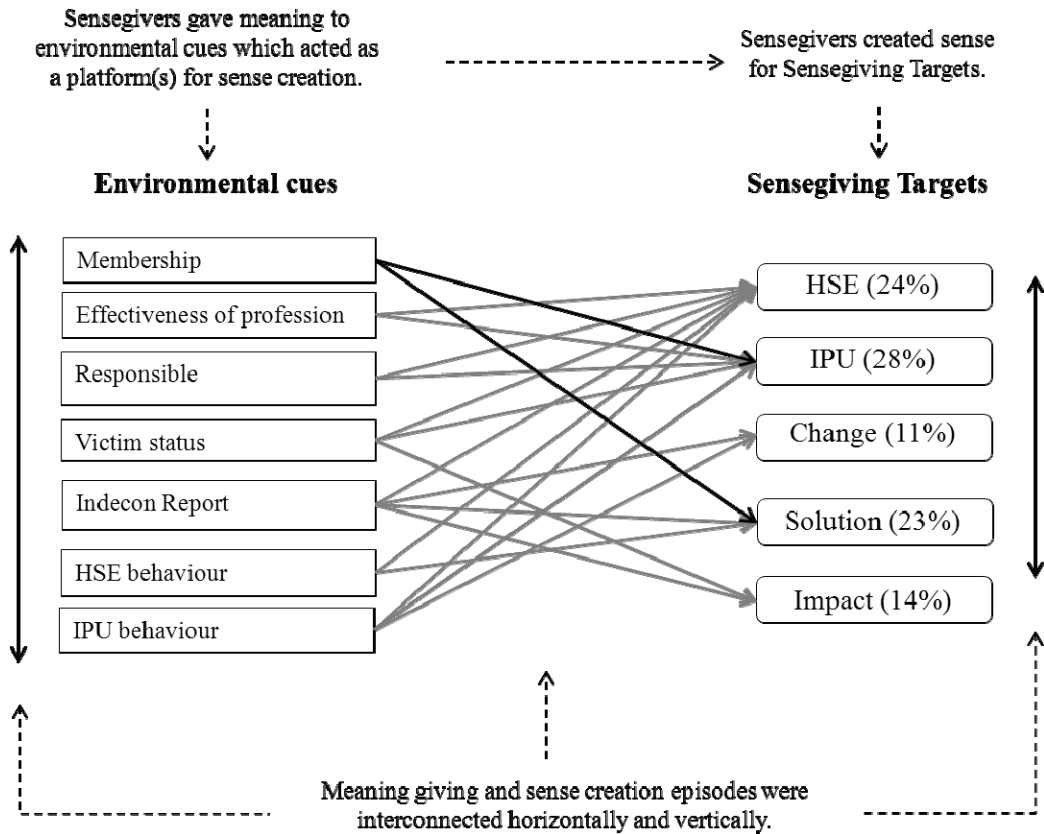 Sensegivers gave meaning to
environmental cues which acted as
a platform(s) for sense creation.
Sensegivers created sense
for Sensegiving Targets.
Environmental cues
Sensegiving Targets
Membership
Effectiveness of profession
Responsible
Victim status
Indecon Report
HSE behaviour
IPU behaviour
HSE (24%)
IPU (28%)
Change (11%)
Solution (23%)
Impact (14%)
Meaning giving and sense creation episodes were
interconnected horizontally and vertically.